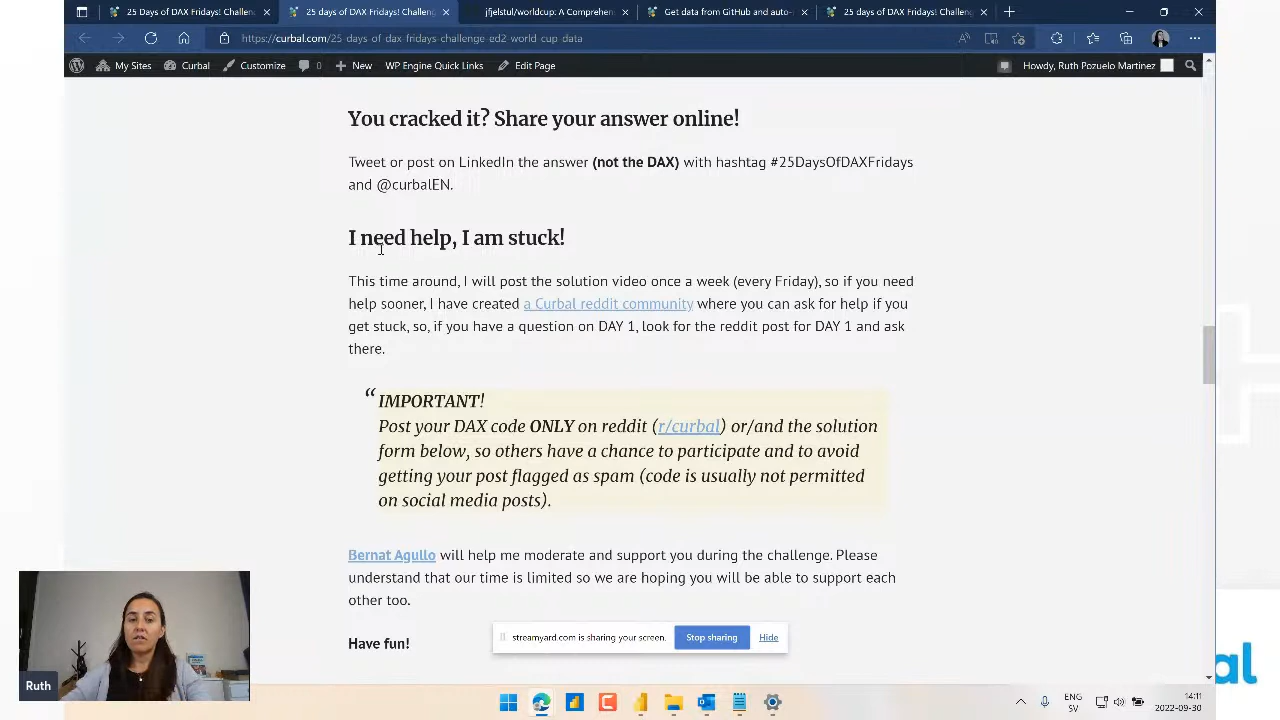 25 Days of DAX Fridays! Challen
25 days of DAX Fridays! Challeng
jfjelstul/worldcup: A Comprehen
Get data from GitHub and auto-
25 days of DAX Fridays! Challeng
https://curbal.com/25-days-of-dax-fridays-challenge-ed2-world-cup-data
My Sites
Curbal
Customize
0
New
WP Engine Quick Links
Edit Page
Howdy, Ruth Pozuelo Martinez
You cracked it? Share your answer online!
Tweet or post on LinkedIn the answer (not the DAX) with hashtag #25DaysOfDAXFridays
and @curbalEN.
I need help, I am stuck!
This time around, I will post the solution video once a week (every Friday), so if you need
help sooner, I have created a Curbal reddit community where you can ask for help if you
get stuck, so, if you have a question on DAY 1, look for the reddit post for DAY 1 and ask
there.
“ IMPORTANT!
Post your DAX code ONLY on reddit (r/curbal) or/and the solution
form below, so others have a chance to participate and to avoid
getting your post flagged as spam (code is usually not permitted
on social media posts).
Bernat Agullo will help me moderate and support you during the challenge. Please
understand that our time is limited so we are hoping you will be able to support each
other too.
Have fun!
streamyard.com is sharing your screen.
Stop sharing
Hide
Ruth
al
ENG
SV
14:11
2022-09-30